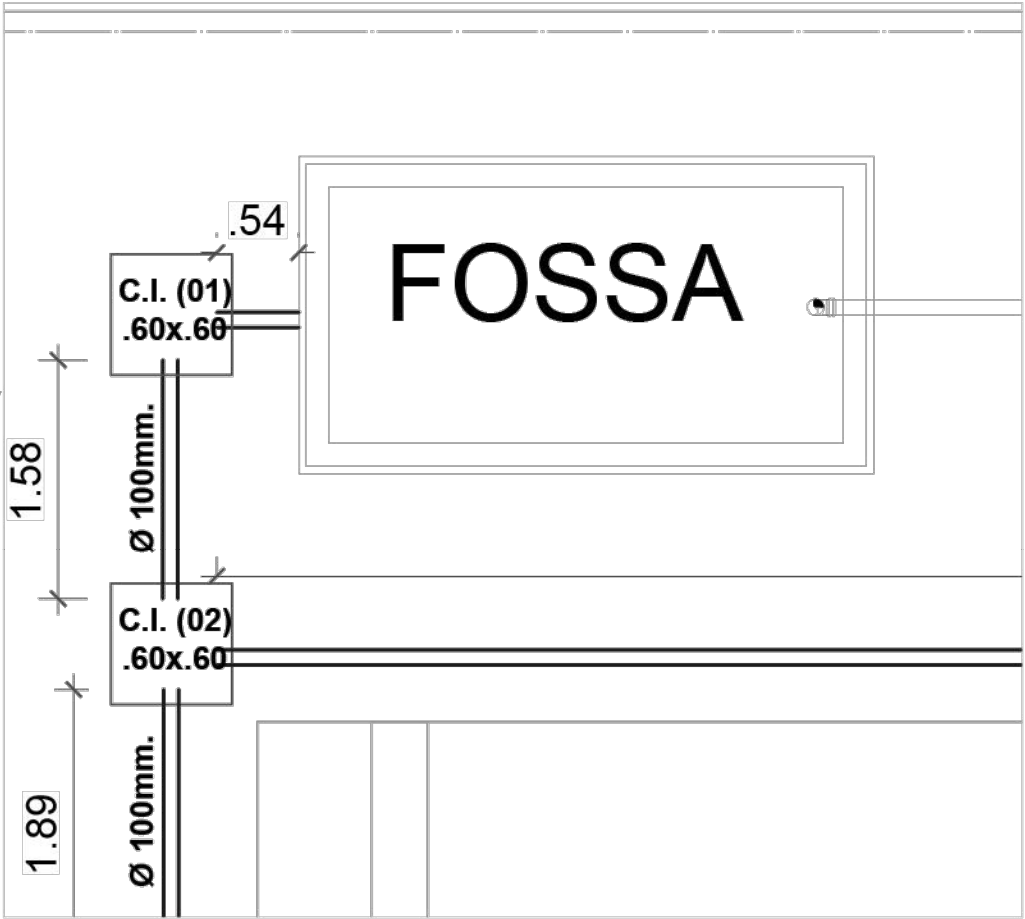 .54
FOSSA
C.I. (01)
.60x.60
1.58
Ø 100mm.
C.I. (02)
.60x.60
1.89
Ø 100mm.